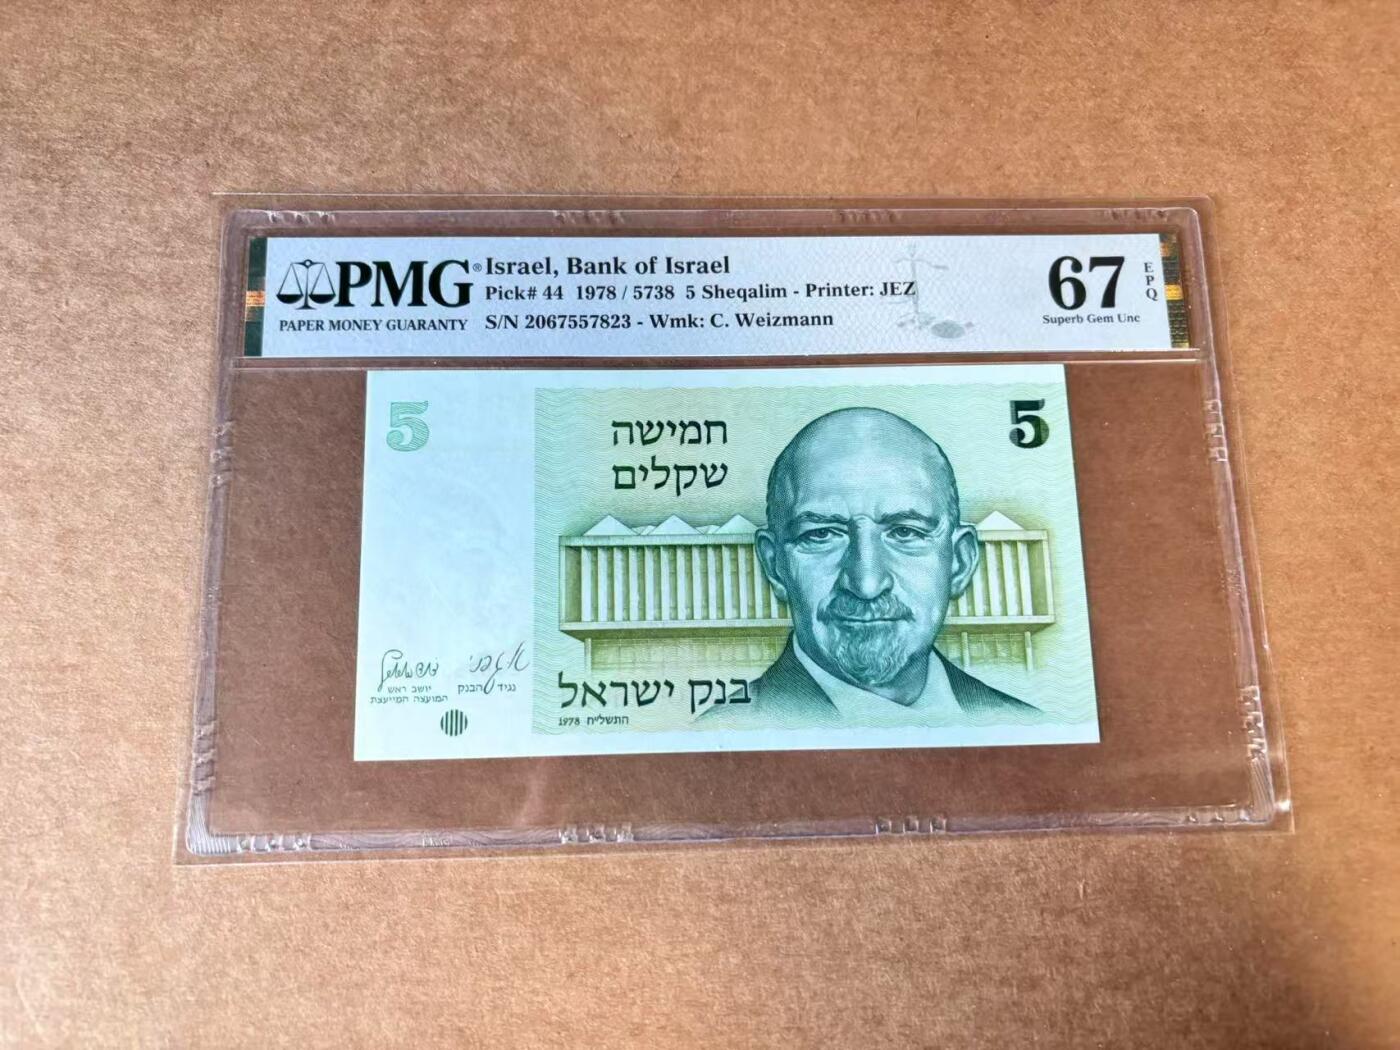 PMG®
PAPER MONEY GUARANTY
Israel, Bank of Israel
Pick# 44 1978 / 5738 5 Sheqalim - Printer: JEZ
S/N 2067557823 - Wmk: C. Weizmann
67
EPQ
Superb Gem Unc
5
5
חמישה
שקלים
יושב ראש
המועצה המייעצת
נגיד הבנק
בנק ישראל
1978 התשל״ח